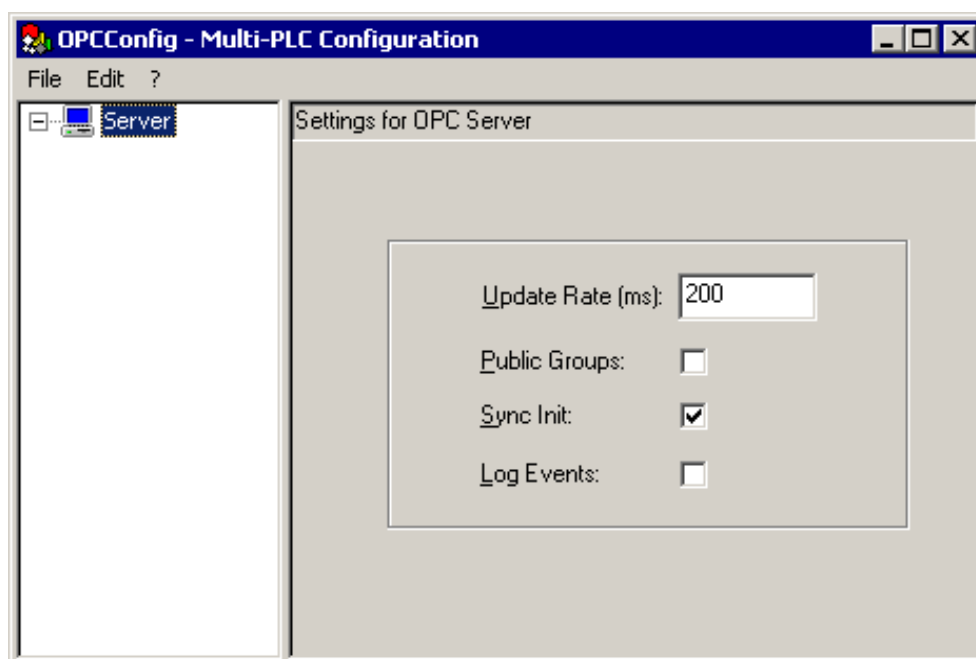 OPCConfig - Multi-PLC Configuration
File Edit ?
Server
Settings for OPC Server
Update Rate (ms): 200
Public Groups:
Sync Init:
Log Events: